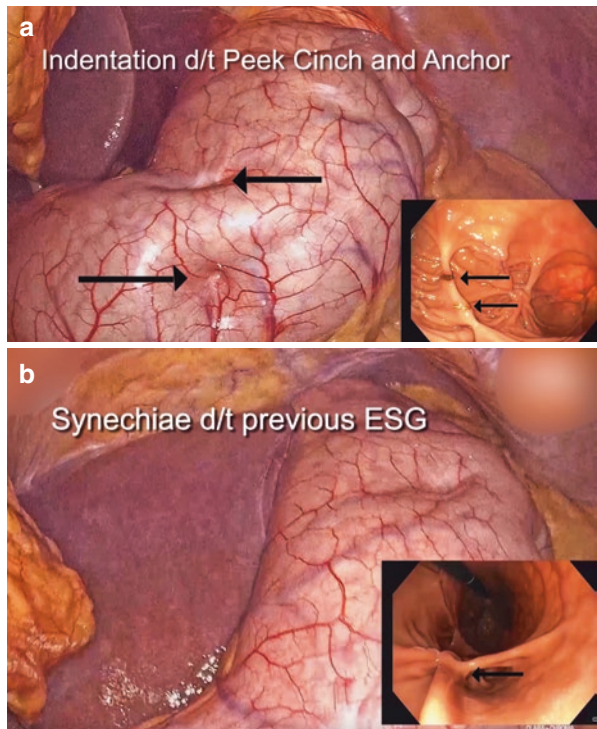 a
Indentation d/t Peek Cinch and Anchor
b
Synechiae d/t previous ESG